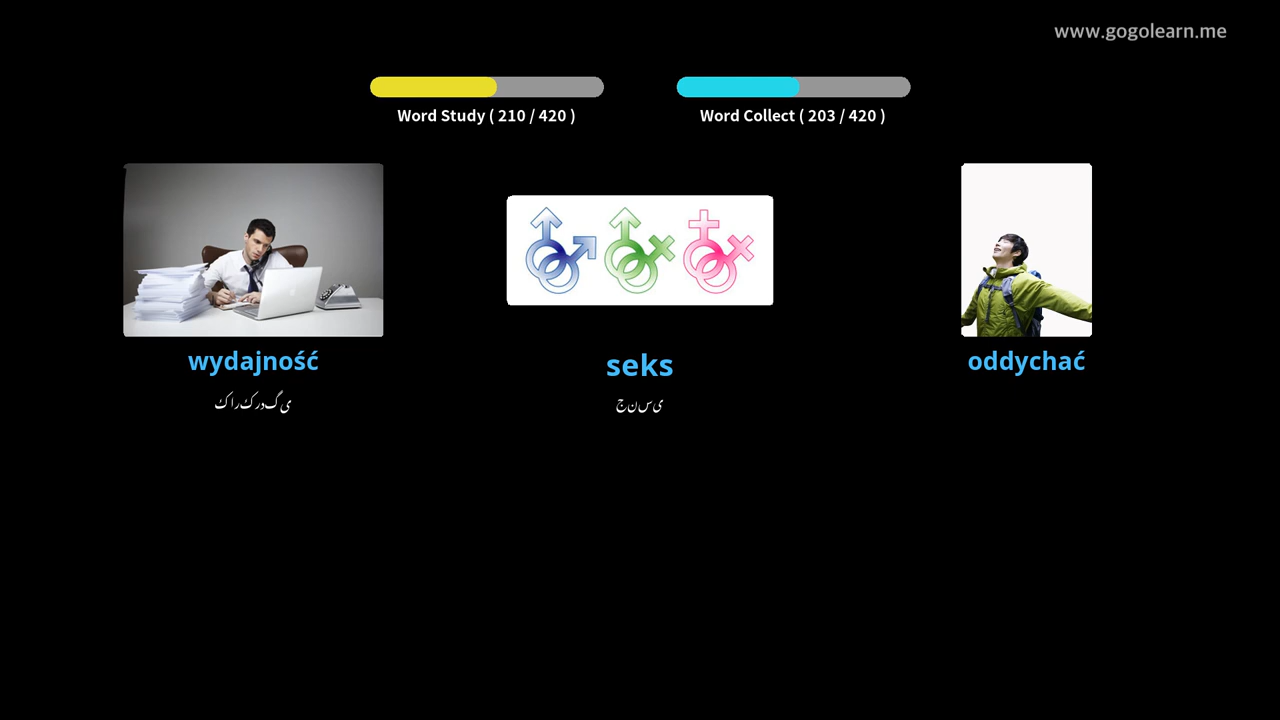 www.gogolearn.me
Word Study ( 210 / 420 )
Word Collect ( 203 / 420 )
wydajność
کارکردگی
seks
جنسی
oddychać